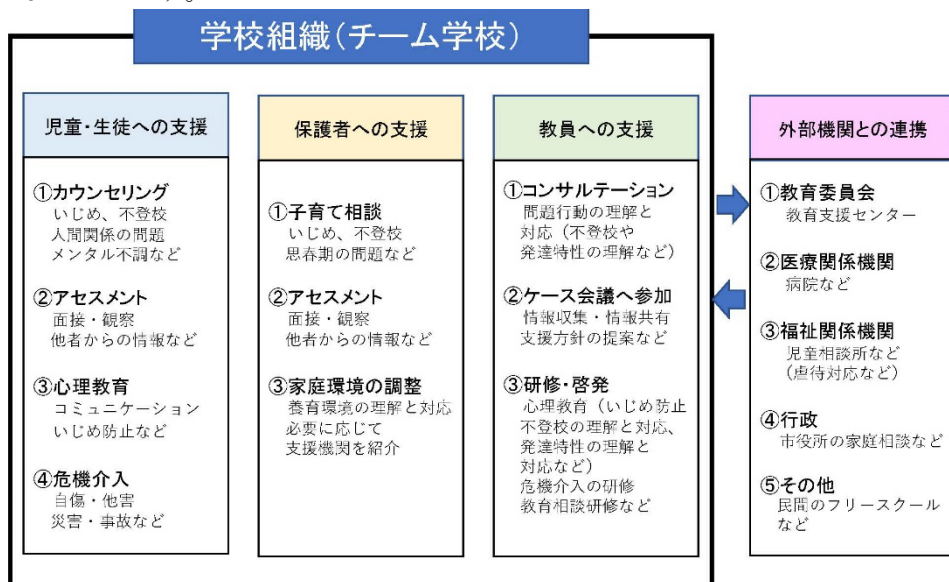 学校組織(チーム学校)
児童・生徒への支援
①カウンセリング
いじめ、不登校
人間関係の問題
メンタル不調など
②アセスメント
面接・観察
他者からの情報など
③心理教育
コミュニケーション
いじめ防止など
④危機介入
自傷・他害
災害・事故など
保護者への支援
①子育て相談
いじめ、不登校
思春期の問題など
②アセスメント
面接・観察
他者からの情報など
③家庭環境の調整
養育環境の理解と対応
必要に応じて
支援機関を紹介
教員への支援
①コンサルテーション
問題行動の理解と
対応(不登校や
発達特性の理解など)
②ケース会議へ参加
情報収集・情報共有
支援方針の提案など
③研修・啓発
心理教育(いじめ防止
不登校の理解と対応、
発達特性の理解と
対応など)
危機介入の研修
教育相談研修など
外部機関との連携
①教育委員会
教育支援センター
②医療関係機関
病院など
③福祉関係機関
児童相談所など
(虐待対応など)
④行政
市役所の家庭相談など
⑤その他
民間のフリースクール
など